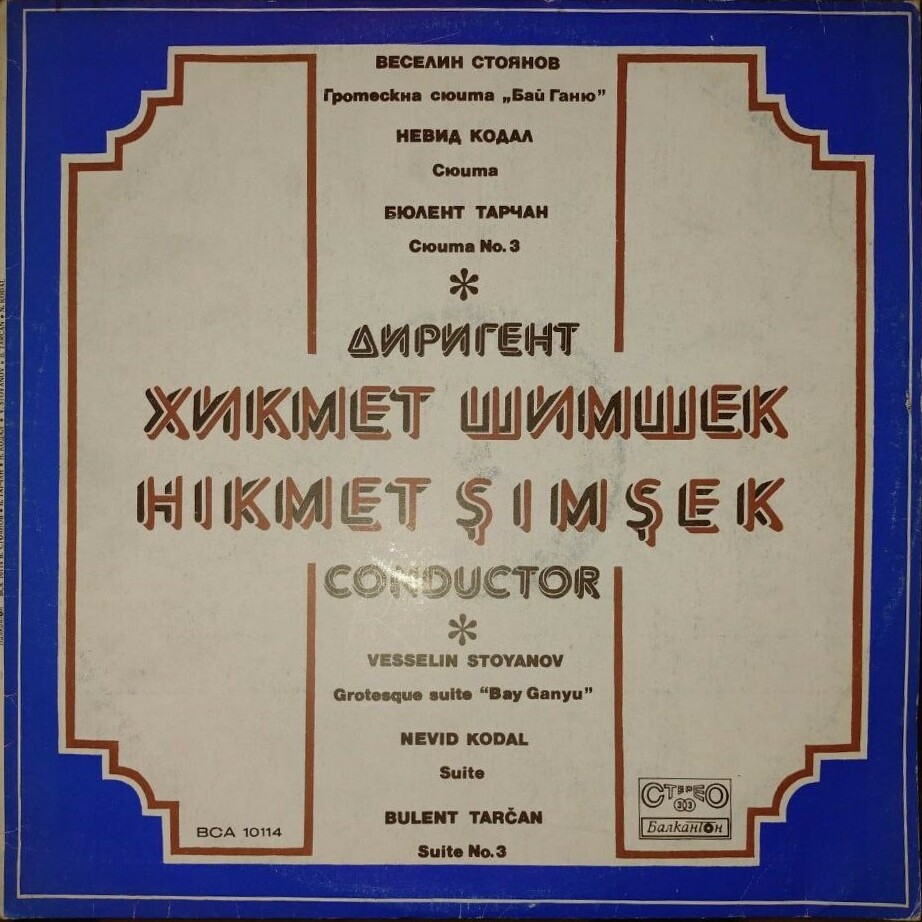 ВЕСЕЛИН СТОЯНОВ
Гротескна сюита „Бай Ганю”
НЕВИД КОДАЛ
Сюита
БЮЛЕНТ ТАРЧАН
Сюита No. 3
*
ДИРИГЕНТ
ХИКМЕТ ШИМШЕК
HIKMET ŞIMŞEK
CONDUCTOR
*
VESSELIN STOYANOV
Grotesque suite “Bay Ganyu”
NEVID KODAL
Suite
BULENT TARČAN
Suite No. 3
ВСА 10114
СТЕРЕО
33
Балкантон